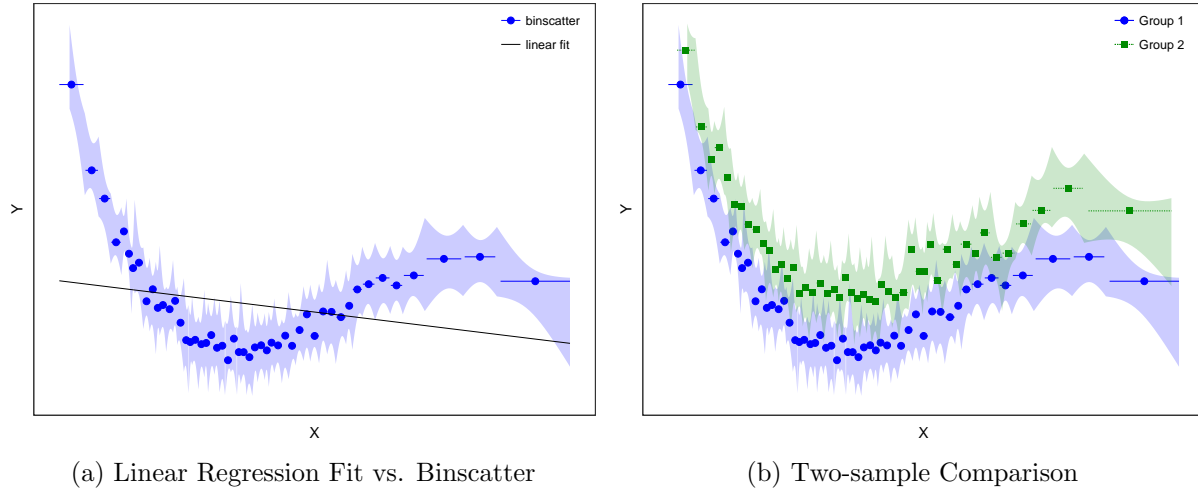 binscatter
linear fit
Y
X
(a) Linear Regression Fit vs. Binscatter
Group 1
Group 2
Y
X
(b) Two-sample Comparison